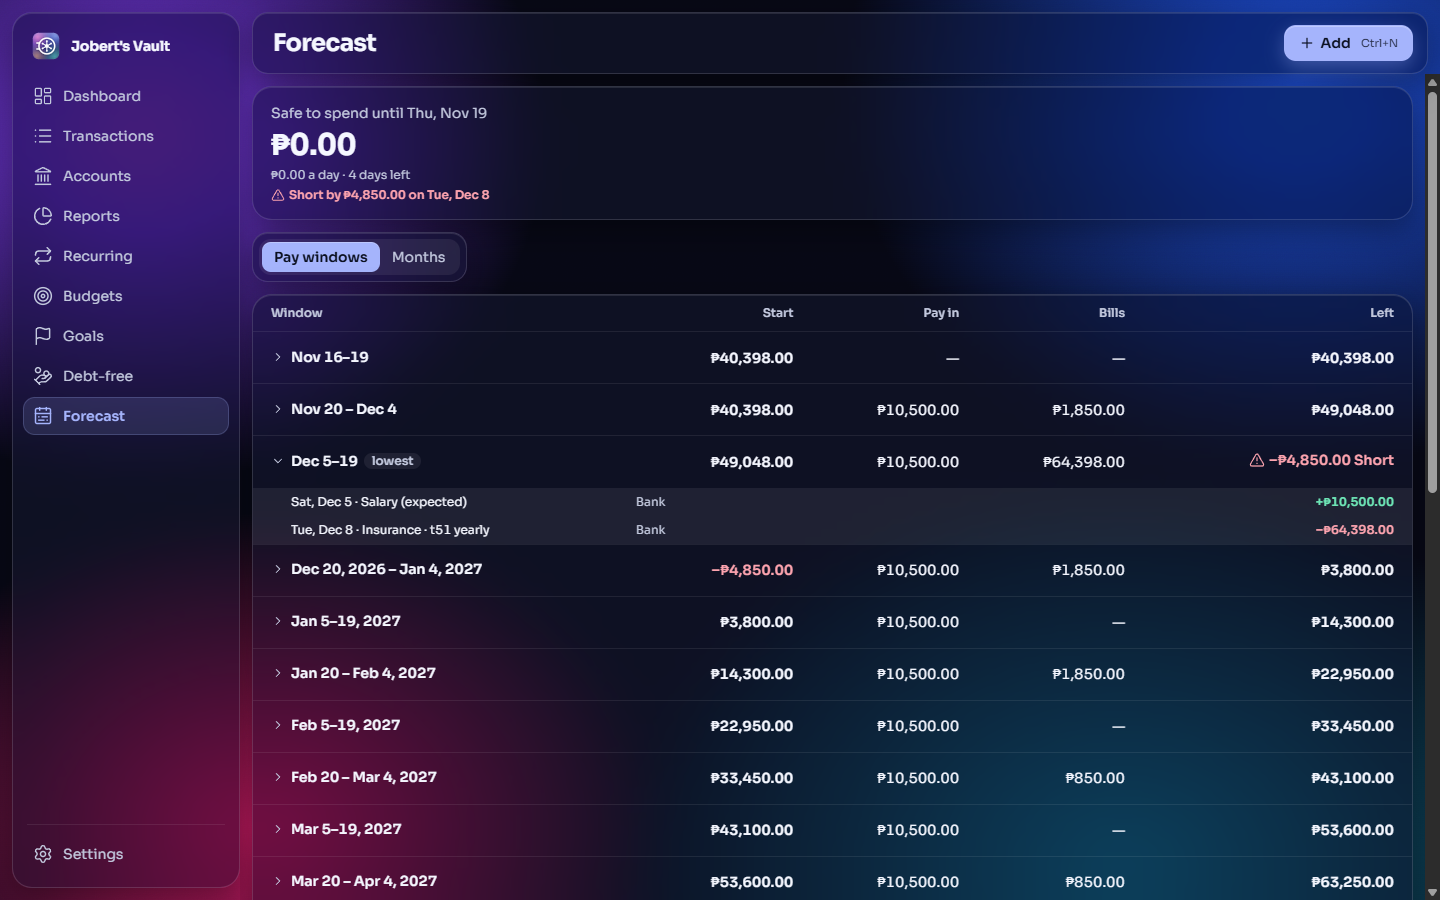 Jobert's Vault
Dashboard
Transactions
Accounts
Reports
Recurring
Budgets
Goals
Debt-free
Forecast
Settings
Forecast
+ Add Ctrl+N
Safe to spend until Thu, Nov 19
₱0.00
₱0.00 a day · 4 days left
Short by ₱4,850.00 on Tue, Dec 8
Pay windows Months
Window Start Pay in Bills Left
Nov 16–19 ₱40,398.00 — — ₱40,398.00
Nov 20 – Dec 4 ₱40,398.00 ₱10,500.00 ₱1,850.00 ₱49,048.00
Dec 5–19 lowest ₱49,048.00 ₱10,500.00 ₱64,398.00 −₱4,850.00 Short
Sat, Dec 5 · Salary (expected) Bank +₱10,500.00
Tue, Dec 8 · Insurance · t51 yearly Bank −₱64,398.00
Dec 20, 2026 – Jan 4, 2027 −₱4,850.00 ₱10,500.00 ₱1,850.00 ₱3,800.00
Jan 5–19, 2027 ₱3,800.00 ₱10,500.00 — ₱14,300.00
Jan 20 – Feb 4, 2027 ₱14,300.00 ₱10,500.00 ₱1,850.00 ₱22,950.00
Feb 5–19, 2027 ₱22,950.00 ₱10,500.00 — ₱33,450.00
Feb 20 – Mar 4, 2027 ₱33,450.00 ₱10,500.00 ₱850.00 ₱43,100.00
Mar 5–19, 2027 ₱43,100.00 ₱10,500.00 — ₱53,600.00
Mar 20 – Apr 4, 2027 ₱53,600.00 ₱10,500.00 ₱850.00 ₱63,250.00